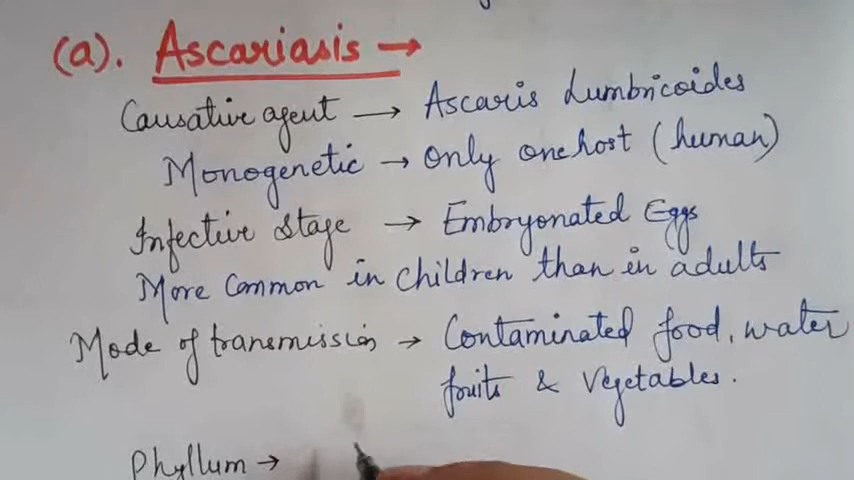 (a). Ascariasis →
Causative agent → Ascaris Lumbricoides
Monogenetic → Only one host (human)
Infective Stage → Embryonated Eggs
More Common in children than in adults
Mode of transmission → Contaminated food, water
fruits & Vegetables.
Phyllum →